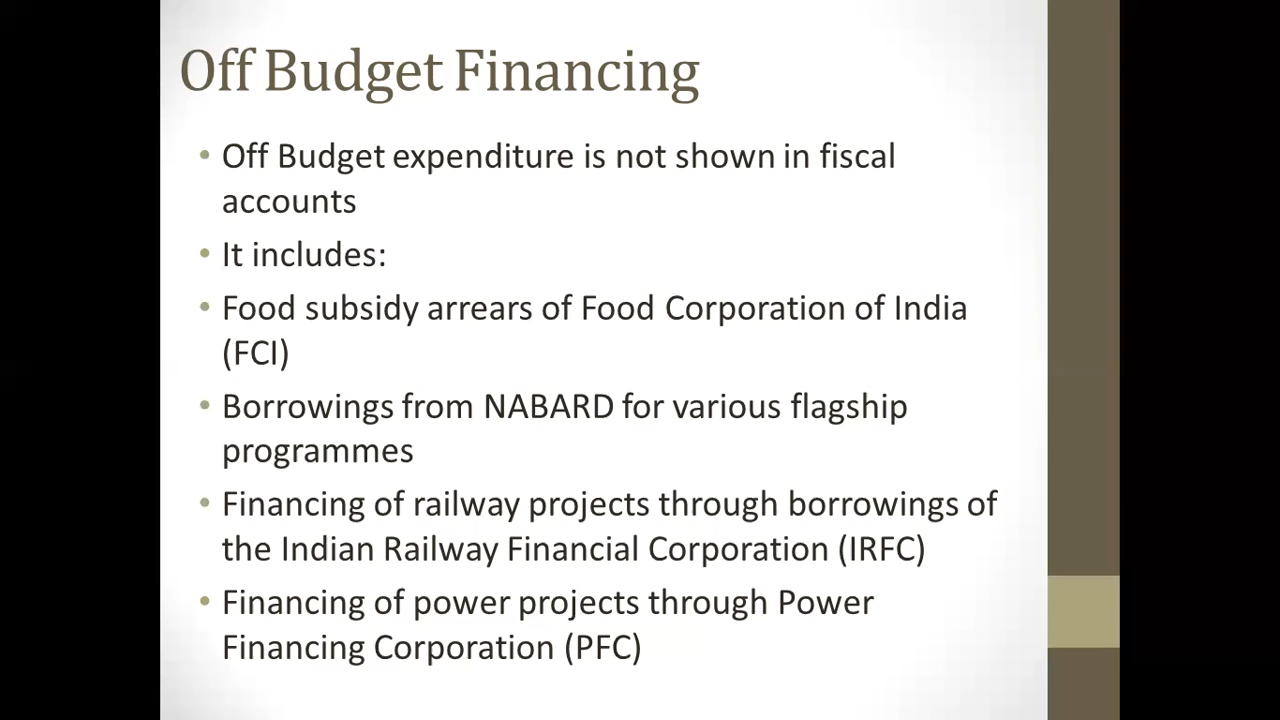 Off Budget Financing
• Off Budget expenditure is not shown in fiscal
accounts
• It includes:
• Food subsidy arrears of Food Corporation of India
(FCI)
• Borrowings from NABARD for various flagship
programmes
• Financing of railway projects through borrowings of
the Indian Railway Financial Corporation (IRFC)
• Financing of power projects through Power
Financing Corporation (PFC)